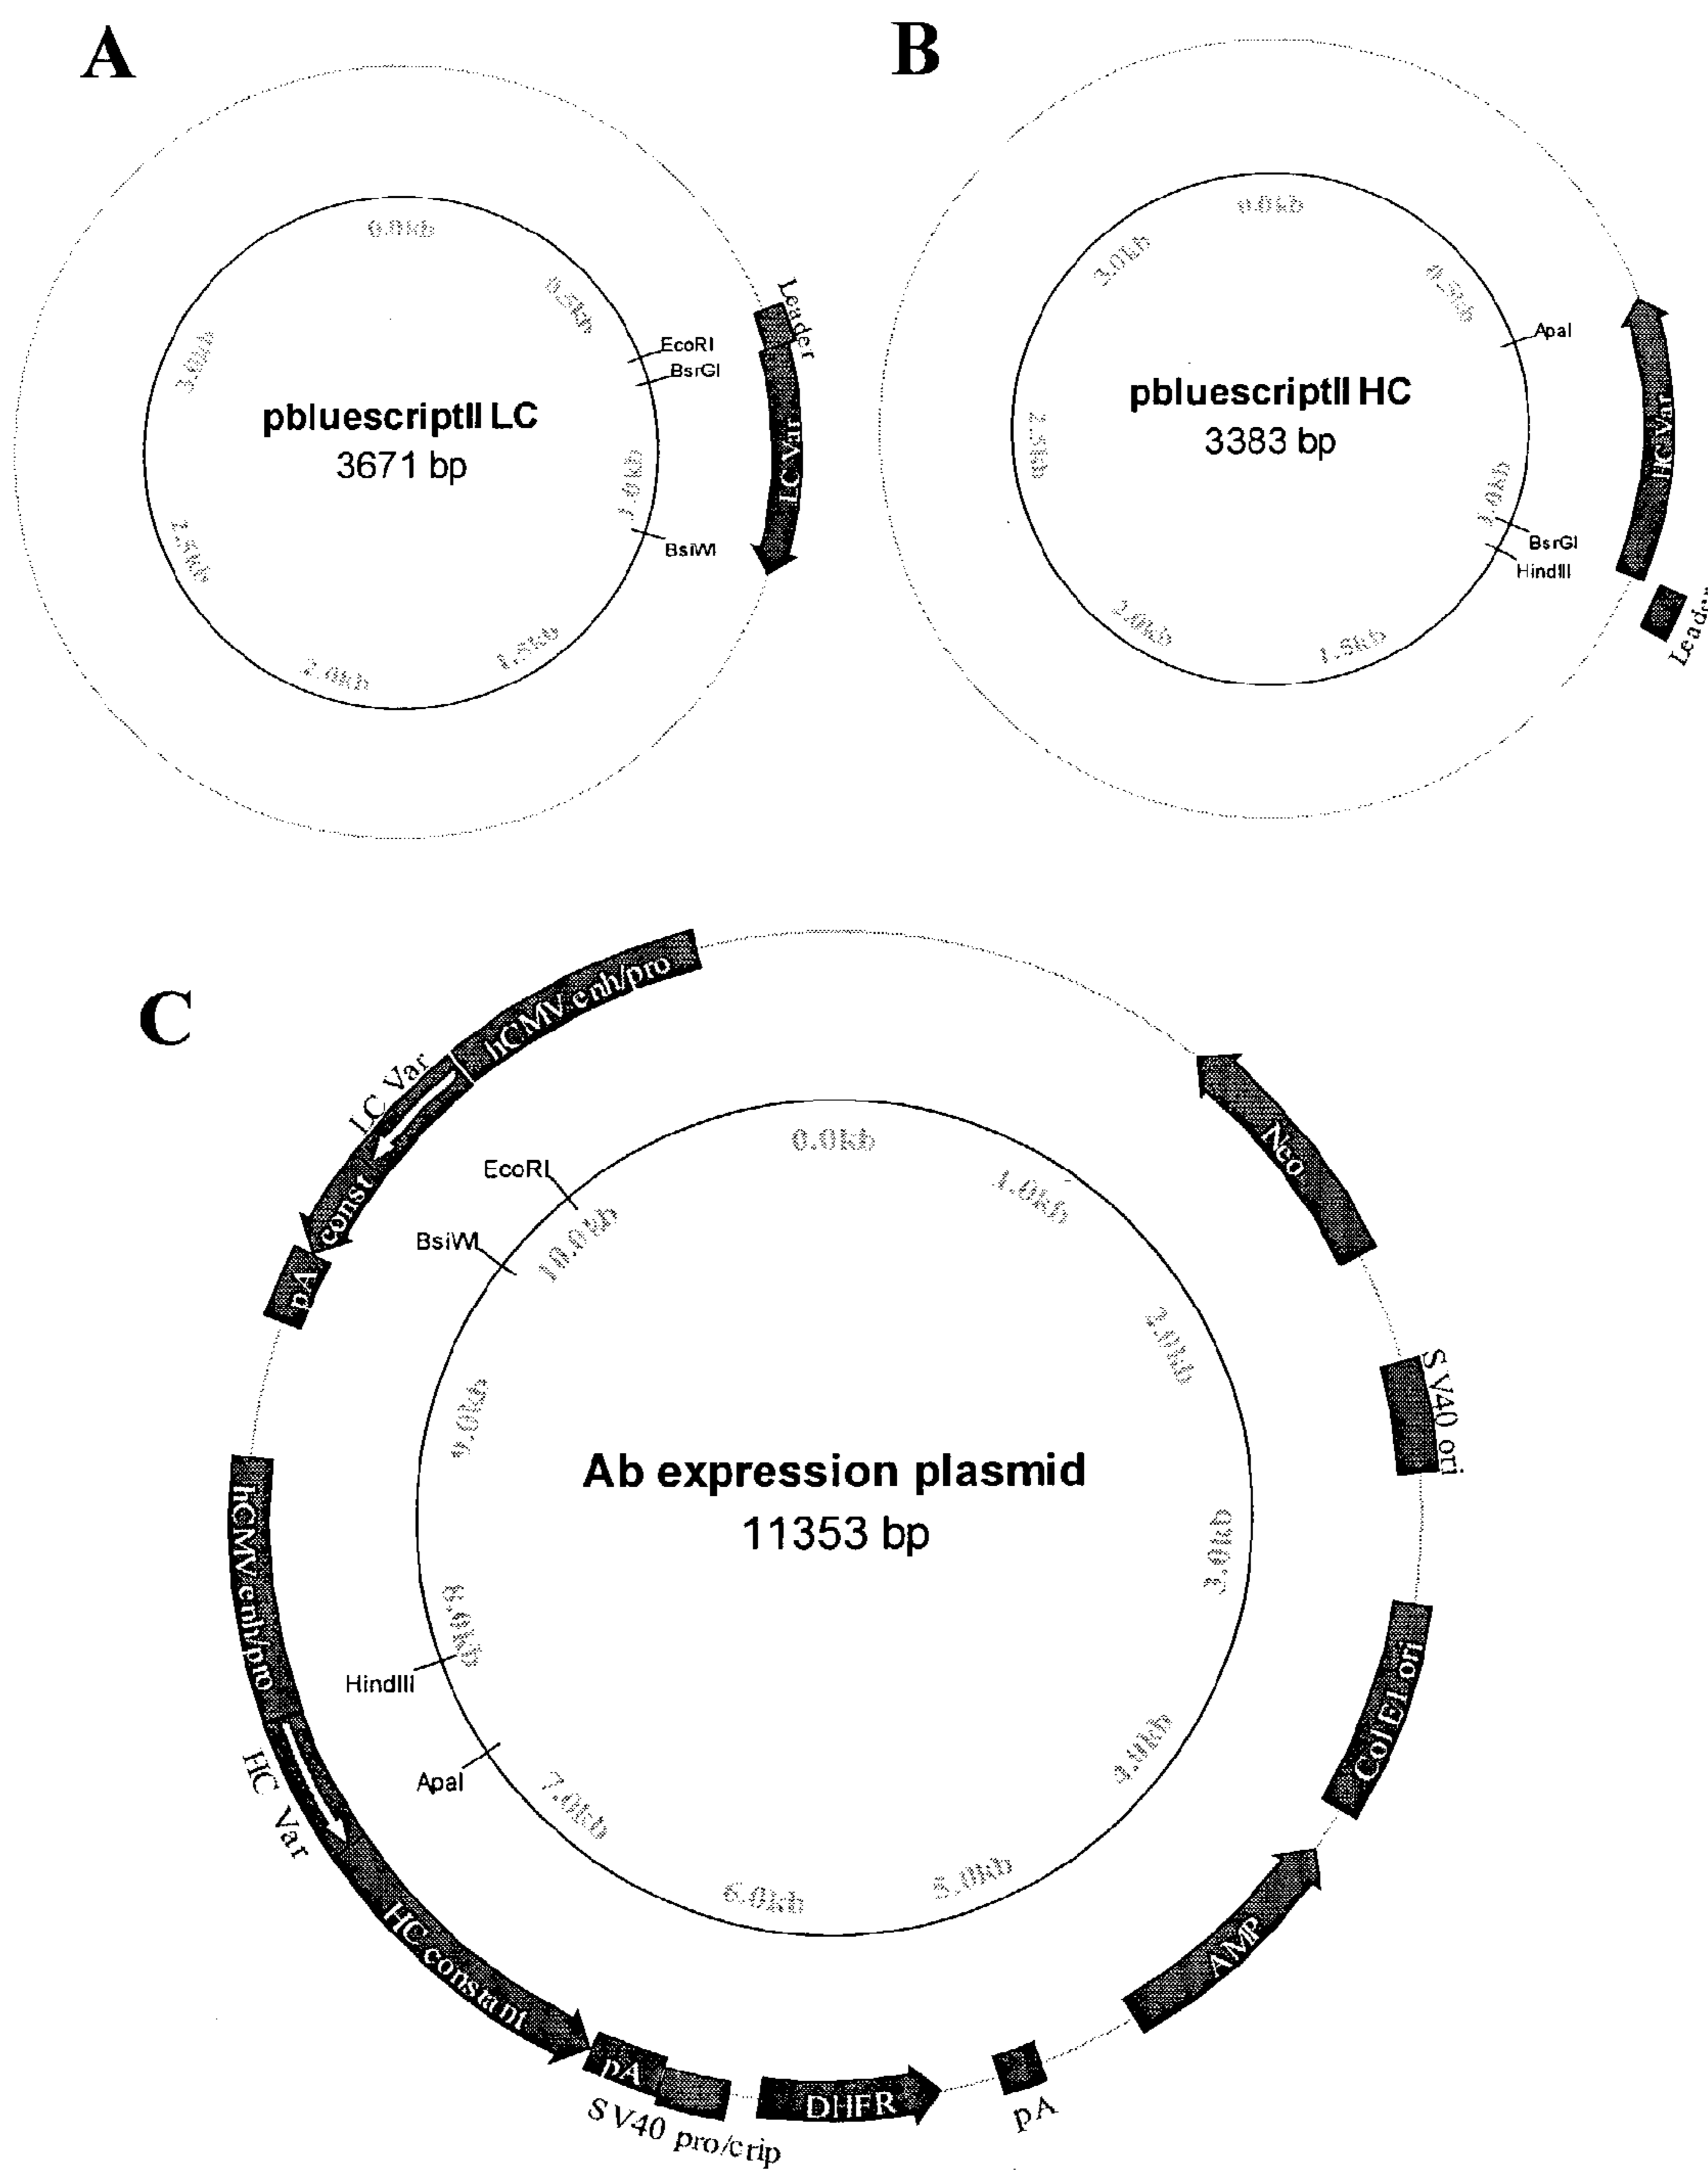 A
0.0kb
0.5kb
EcoRI
BsrGI
1.0kb
BsiWI
1.5kb
2.0kb
2.5kb
3.0kb
pbluescriptII LC
3671 bp
Leader
LC Var
B
0.0kb
0.5kb
ApaI
1.0kb
BsrGI
HindIII
1.5kb
2.0kb
2.5kb
3.0kb
pbluescriptII HC
3383 bp
HC Var
Leader
C
hCMV enh/pro
LC Var
const
pA
hCMV enh/pro
HC Var
HC constant
pA
SV40 pro/crip
DHFR
pA
AMP
Col E1 ori
SV40 ori
Neo
EcoRI
BsiWI
HindIII
ApaI
0.0kb
1.0kb
2.0kb
3.0kb
4.0kb
5.0kb
6.0kb
7.0kb
8.0kb
9.0kb
10.0kb
Ab expression plasmid
11353 bp